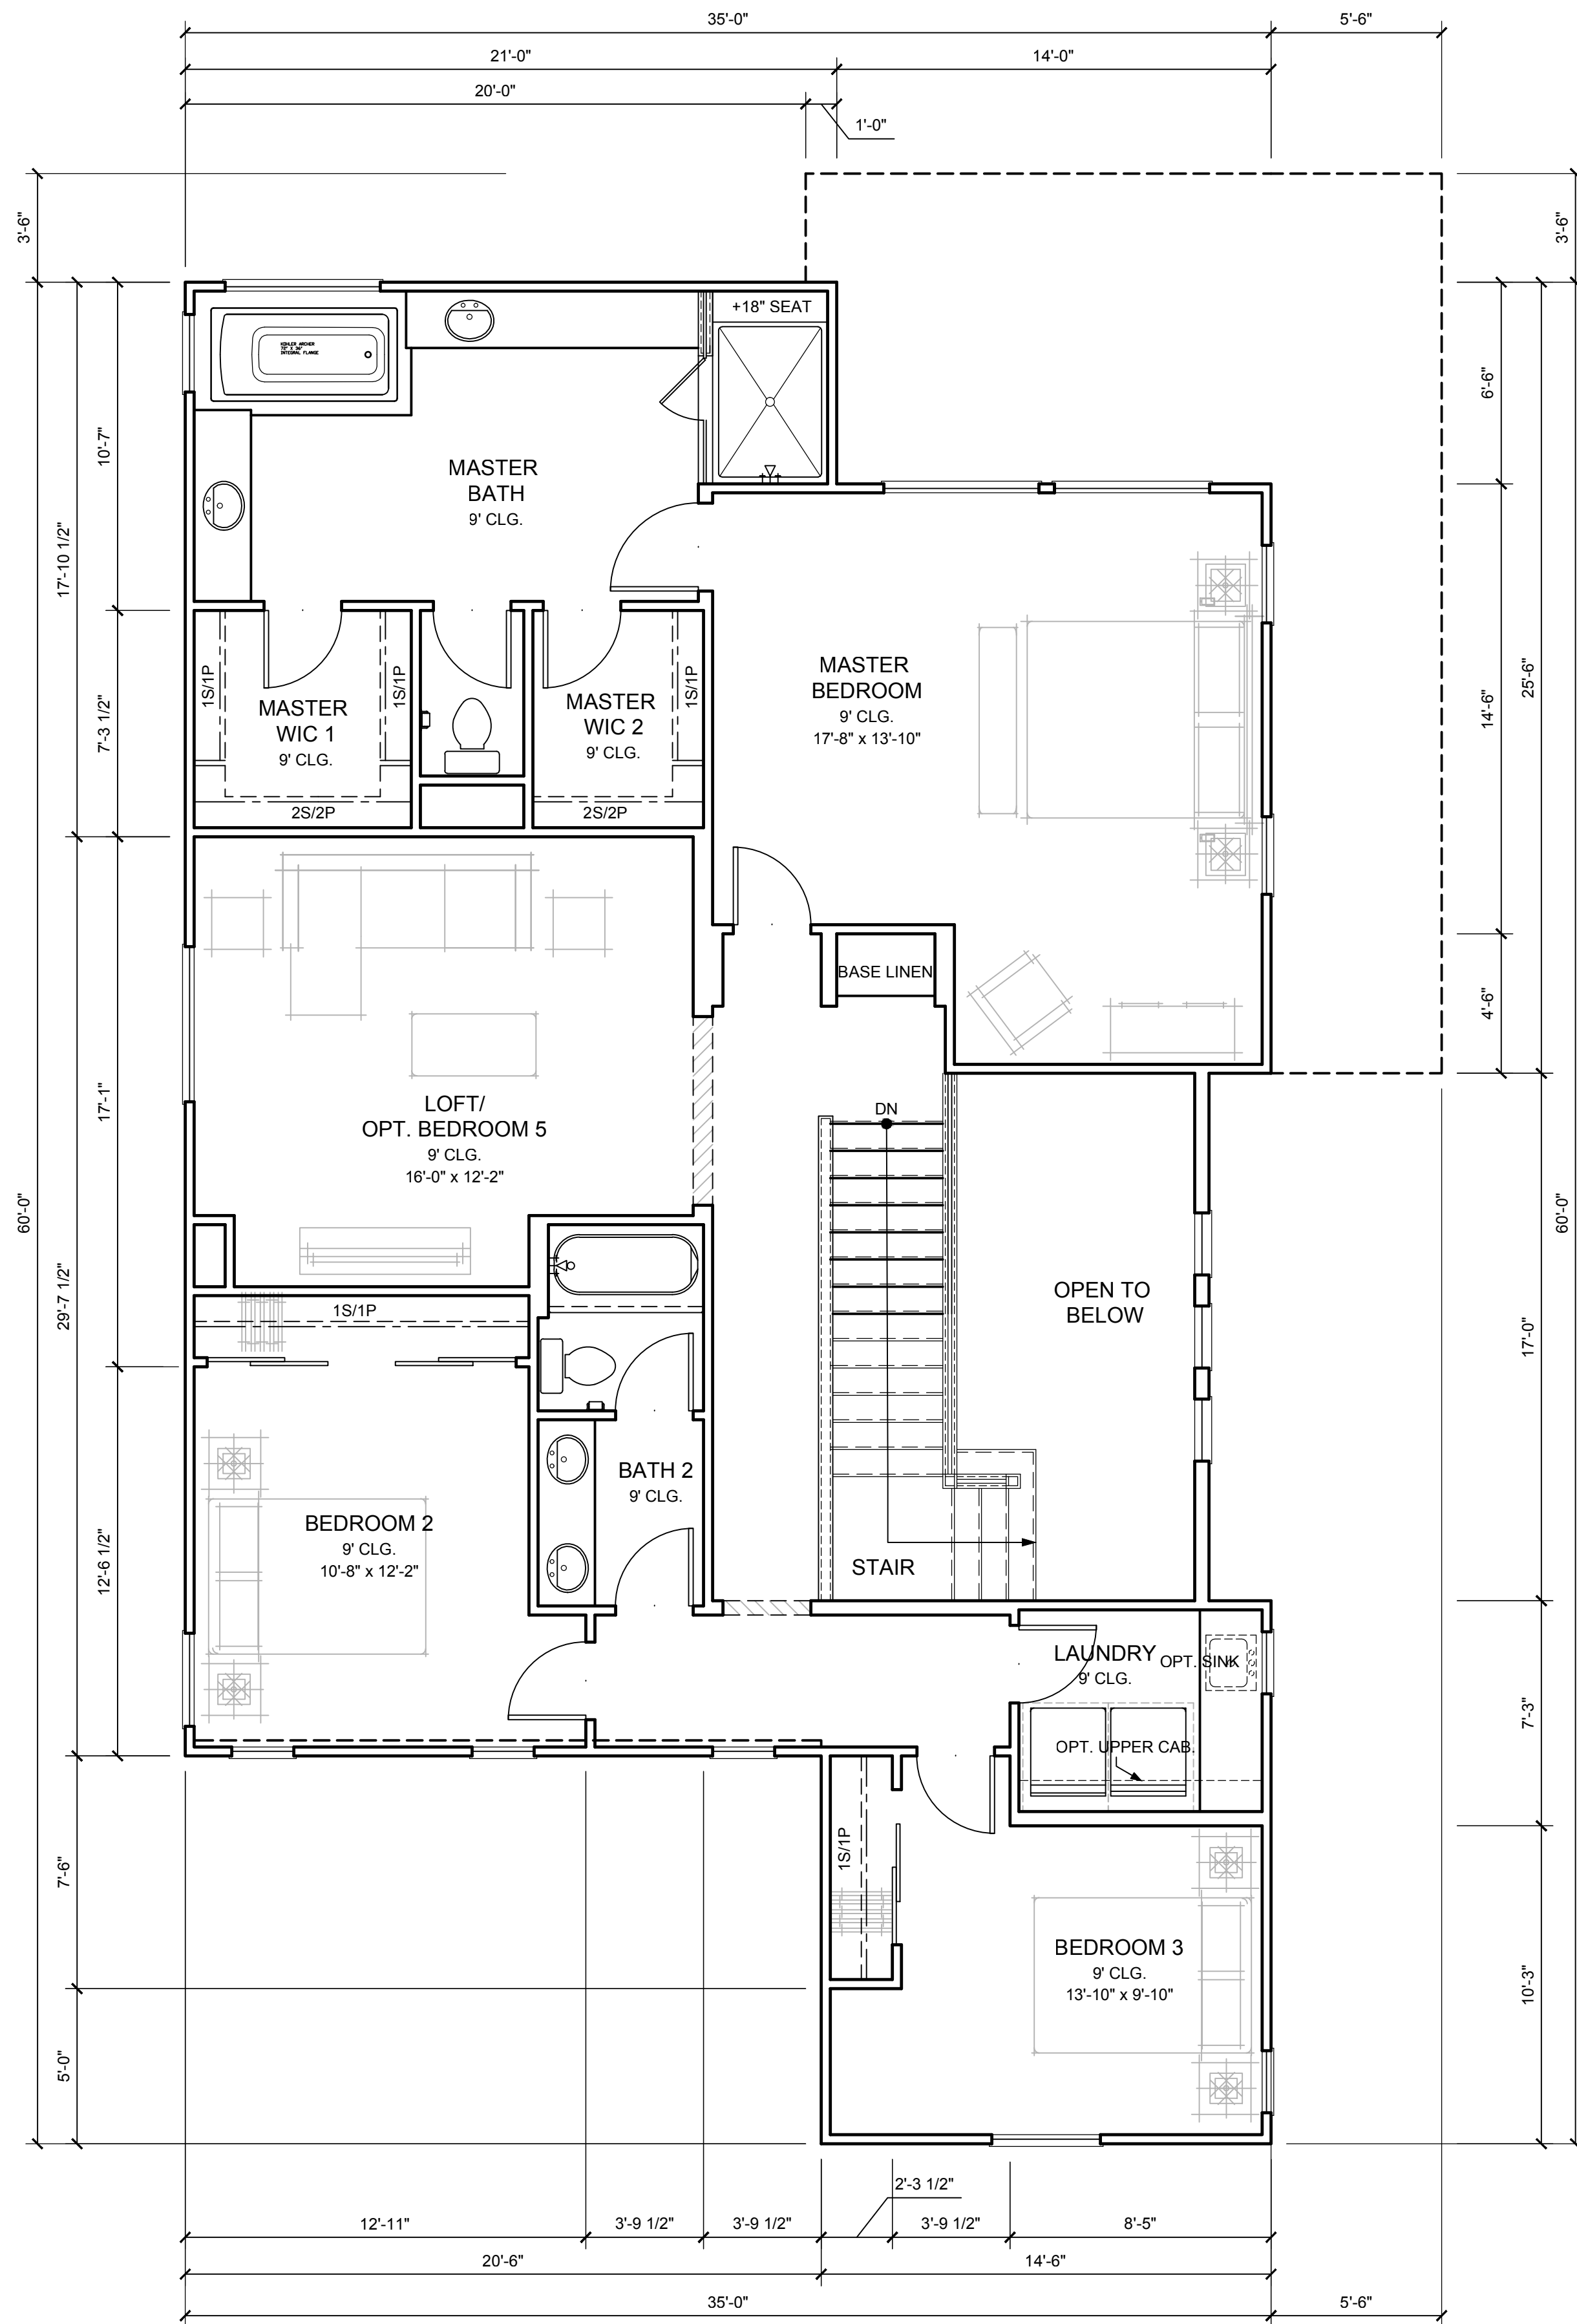 35'-0"
5'-6"
21'-0"
14'-0"
20'-0"
1'-0"
3'-6"
3'-6"
+18" SEAT
KOHLER ARCHER
72" X 36"
INTEGRAL FLANGE
6'-6"
10'-7"
MASTER
BATH
9' CLG.
17'-10 1/2"
7'-3 1/2"
1S/1P
1S/1P
MASTER
WIC 1
9' CLG.
2S/2P
MASTER
WIC 2
9' CLG.
1S/1P
2S/2P
MASTER
BEDROOM
9' CLG.
17'-8" x 13'-10"
14'-6"
25'-6"
BASE LINEN
4'-6"
17'-1"
LOFT/
OPT. BEDROOM 5
9' CLG.
16'-0" x 12'-2"
DN
60'-0"
60'-0"
29'-7 1/2"
OPEN TO
BELOW
1S/1P
17'-0"
BATH 2
9' CLG.
BEDROOM 2
9' CLG.
10'-8" x 12'-2"
12'-6 1/2"
STAIR
LAUNDRY
9' CLG.
OPT. SINK
OPT. UPPER CAB.
7'-3"
1S/1P
7'-6"
BEDROOM 3
9' CLG.
13'-10" x 9'-10"
10'-3"
5'-0"
2'-3 1/2"
12'-11"
3'-9 1/2"
3'-9 1/2"
3'-9 1/2"
8'-5"
20'-6"
14'-6"
35'-0"
5'-6"